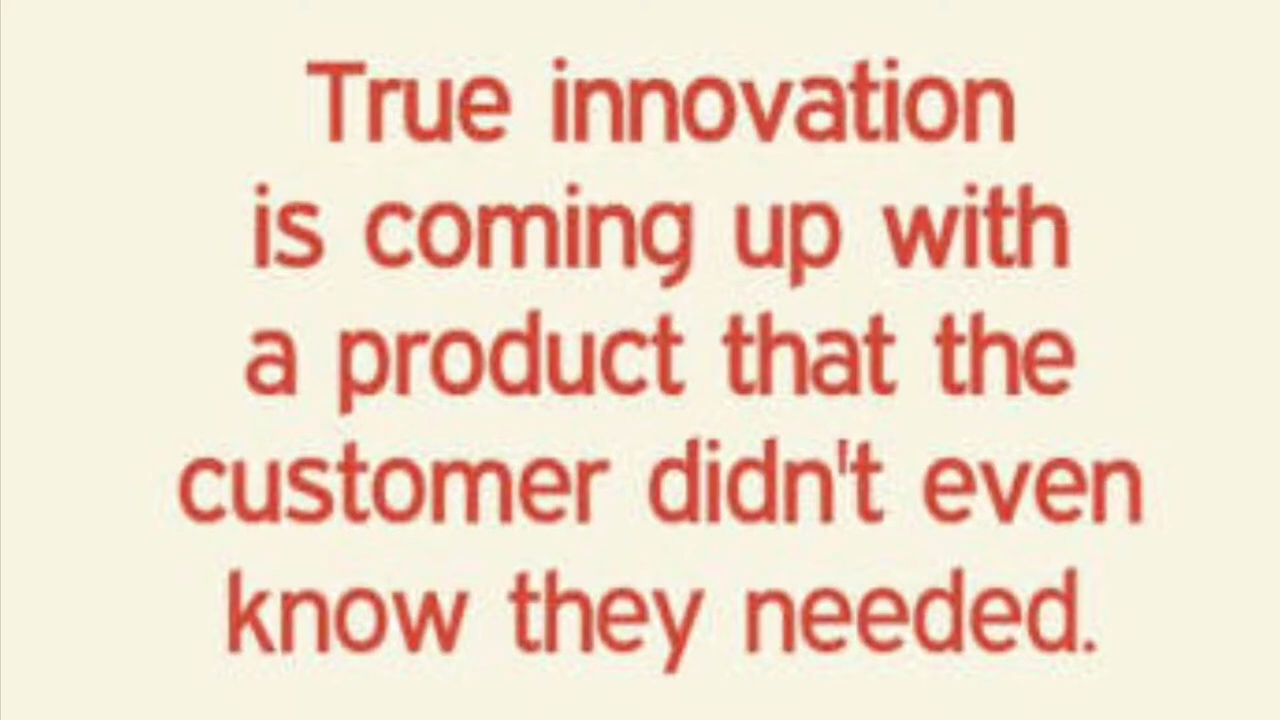 True innovation
is coming up with
a product that the
customer didn't even
know they needed.